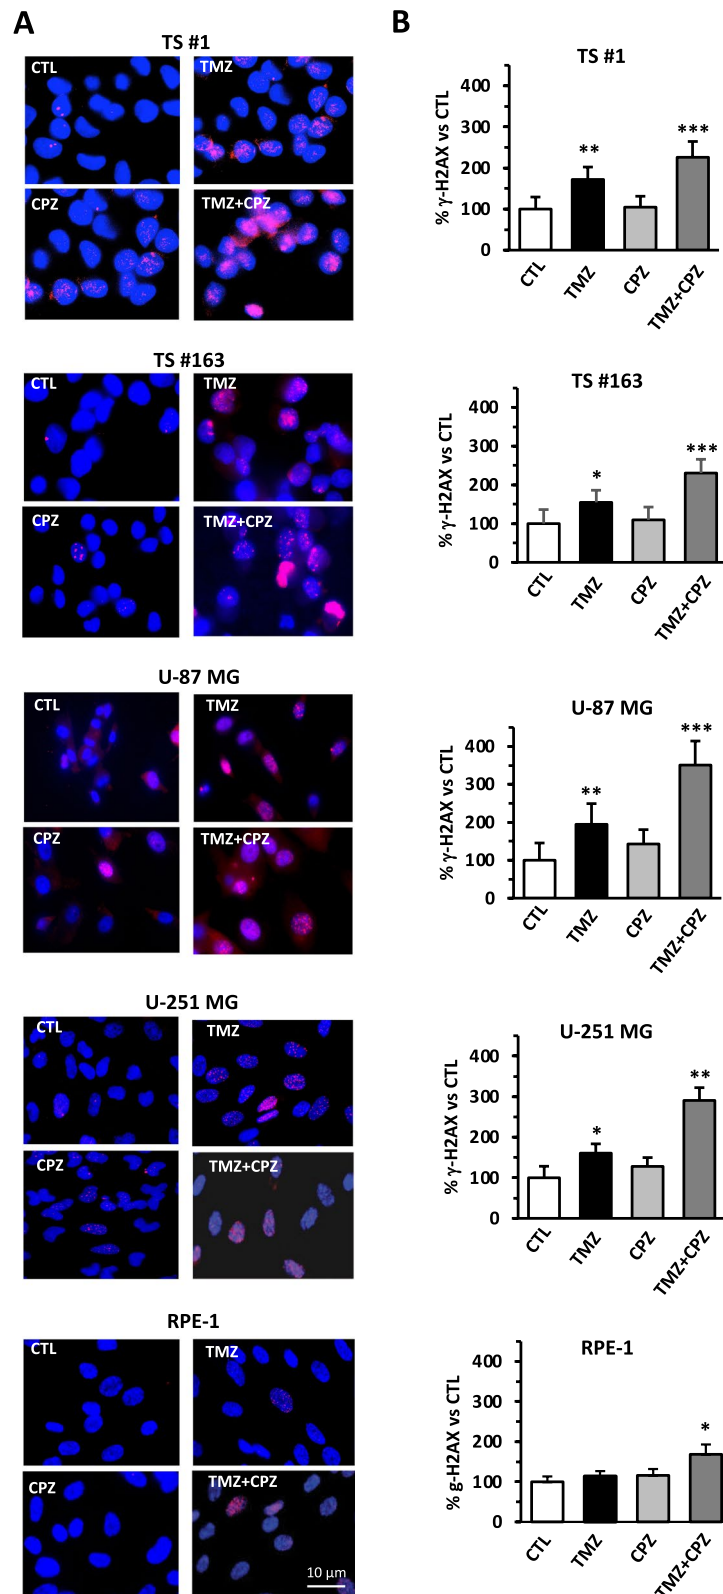 A
B
TS #1
CTL
TMZ
CPZ
TMZ+CPZ
TS #1
% γ-H2AX vs CTL
400
300
200
100
0
**
***
CTL
TMZ
CPZ
TMZ+CPZ
TS #163
CTL
TMZ
CPZ
TMZ+CPZ
TS #163
% γ-H2AX vs CTL
400
300
200
100
0
*
***
CTL
TMZ
CPZ
TMZ+CPZ
U-87 MG
CTL
TMZ
CPZ
TMZ+CPZ
U-87 MG
% γ-H2AX vs CTL
400
300
200
100
0
**
***
CTL
TMZ
CPZ
TMZ+CPZ
U-251 MG
CTL
TMZ
CPZ
TMZ+CPZ
U-251 MG
% γ-H2AX vs CTL
400
300
200
100
0
*
**
CTL
TMZ
CPZ
TMZ+CPZ
RPE-1
CTL
TMZ
CPZ
TMZ+CPZ
10 µm
RPE-1
% g-H2AX vs CTL
400
300
200
100
0
*
CTL
TMZ
CPZ
TMZ+CPZ